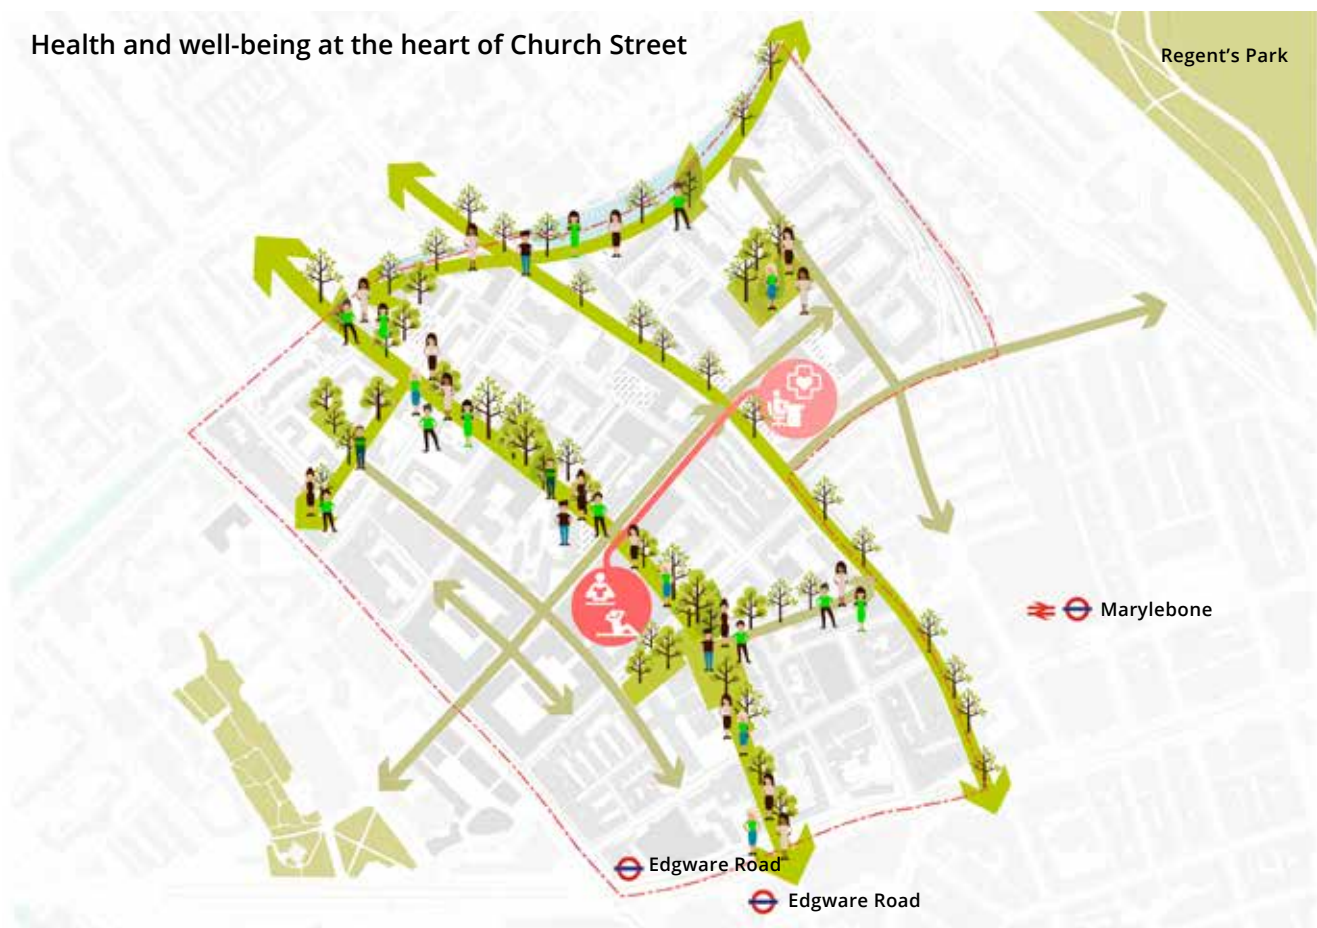 Health and well-being at the heart of Church Street
Regent's Park
Marylebone
Edgware Road
Edgware Road